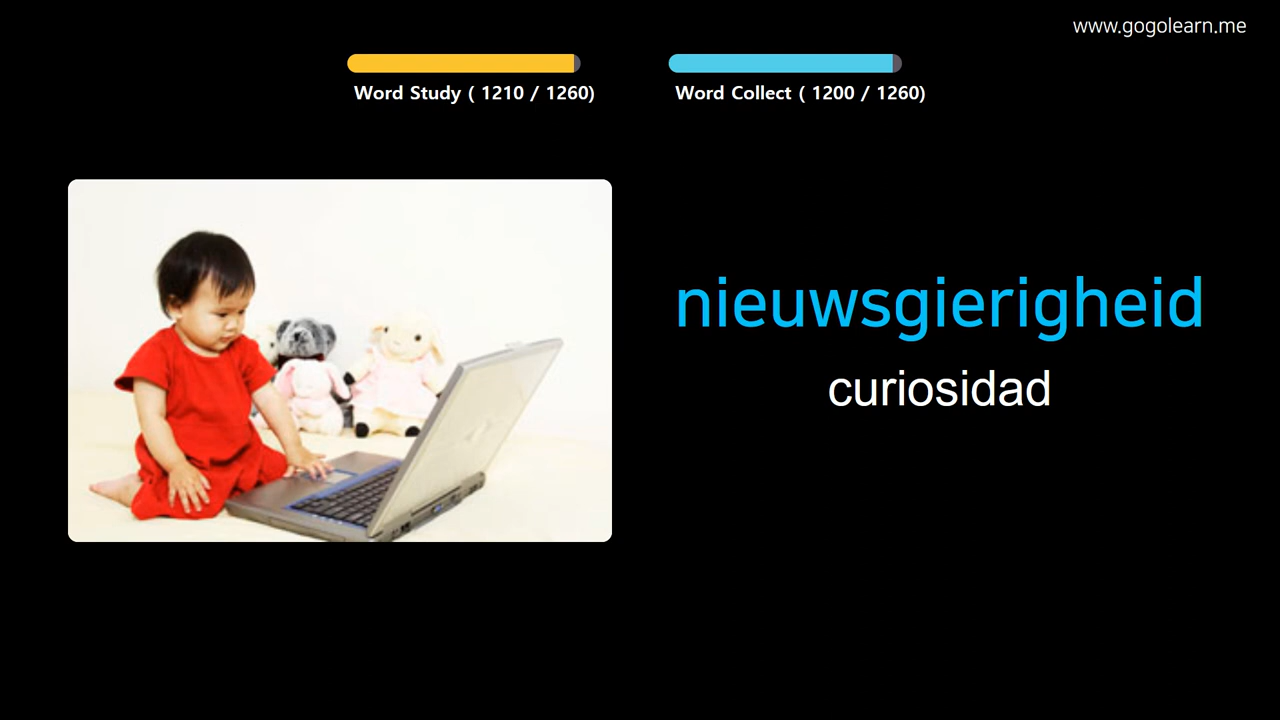 www.gogolearn.me
Word Study ( 1210 / 1260)
Word Collect ( 1200 / 1260)
nieuwsgierigheid
curiosidad